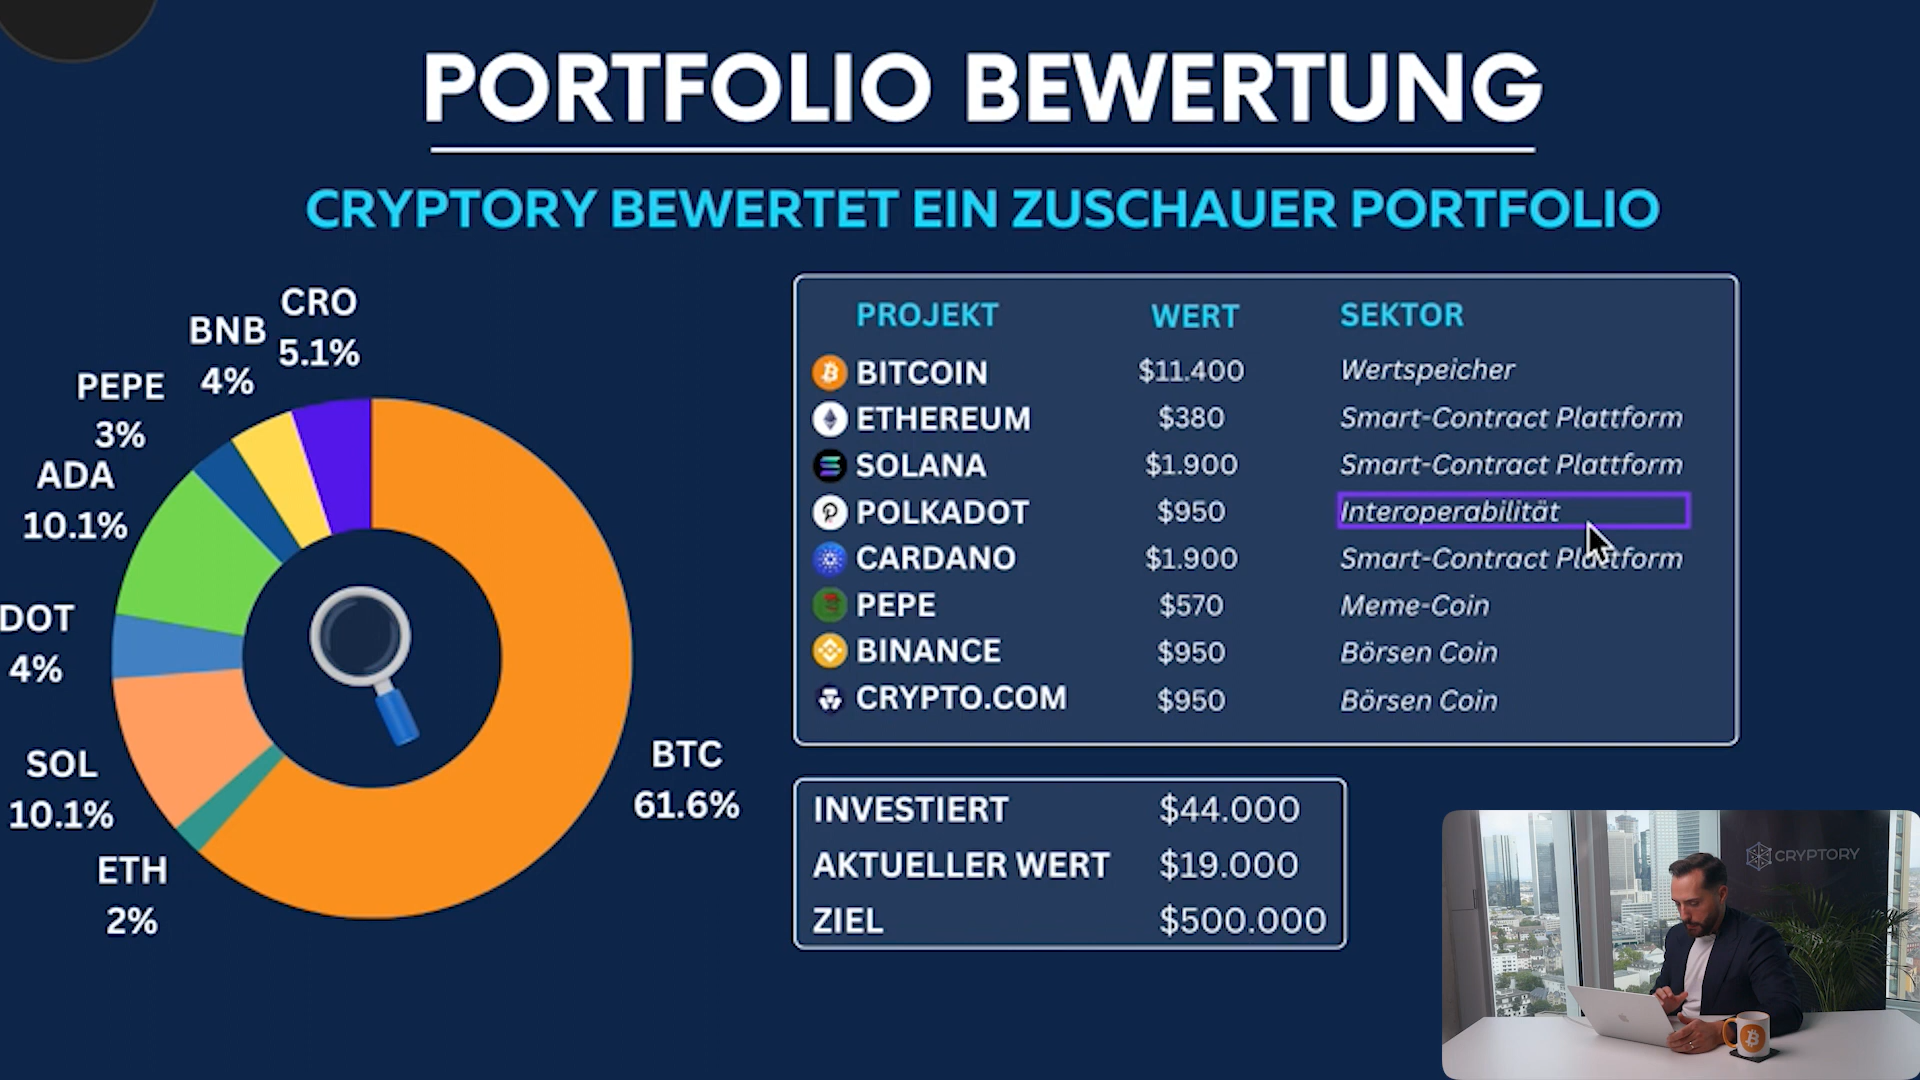 PORTFOLIO BEWERTUNG
CRYPTORY BEWERTET EIN ZUSCHAUER PORTFOLIO
CRO
5.1%
BNB
4%
PEPE
3%
ADA
10.1%
DOT
4%
SOL
10.1%
ETH
2%
BTC
61.6%
PROJEKT WERT SEKTOR
BITCOIN $11.400 Wertspeicher
ETHEREUM $380 Smart-Contract Plattform
SOLANA $1.900 Smart-Contract Plattform
POLKADOT $950 Interoperabilität
CARDANO $1.900 Smart-Contract Plattform
PEPE $570 Meme-Coin
BINANCE $950 Börsen Coin
CRYPTO.COM $950 Börsen Coin
INVESTIERT $44.000
AKTUELLER WERT $19.000
ZIEL $500.000
CRYPTORY